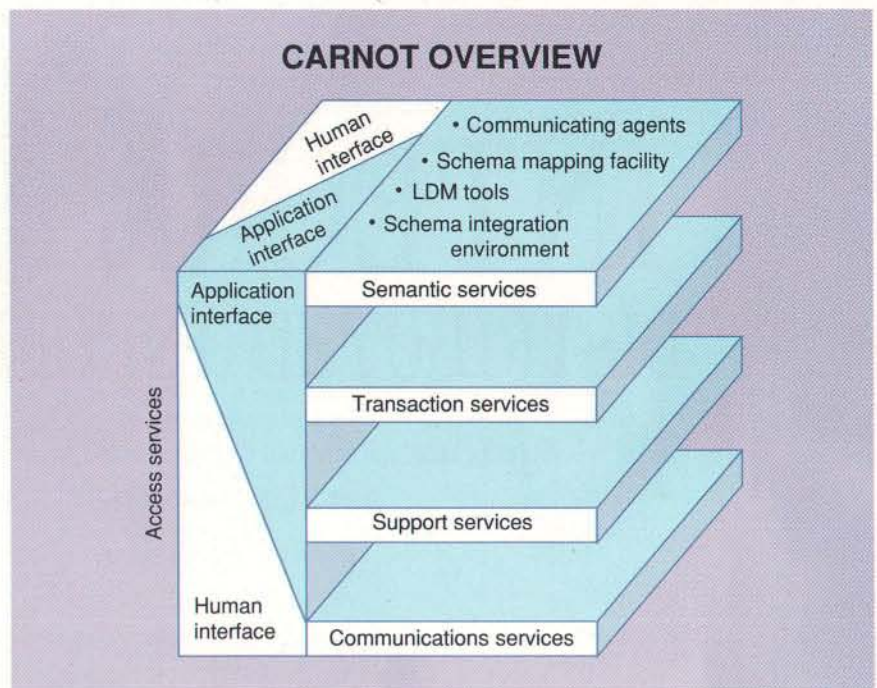 CARNOT OVERVIEW
Human
interface
• Communicating agents
• Schema mapping facility
• LDM tools
• Schema integration
environment
Application
interface
Application
interface
Semantic services
Transaction services
Access services
Support services
Human
interface
Communications services